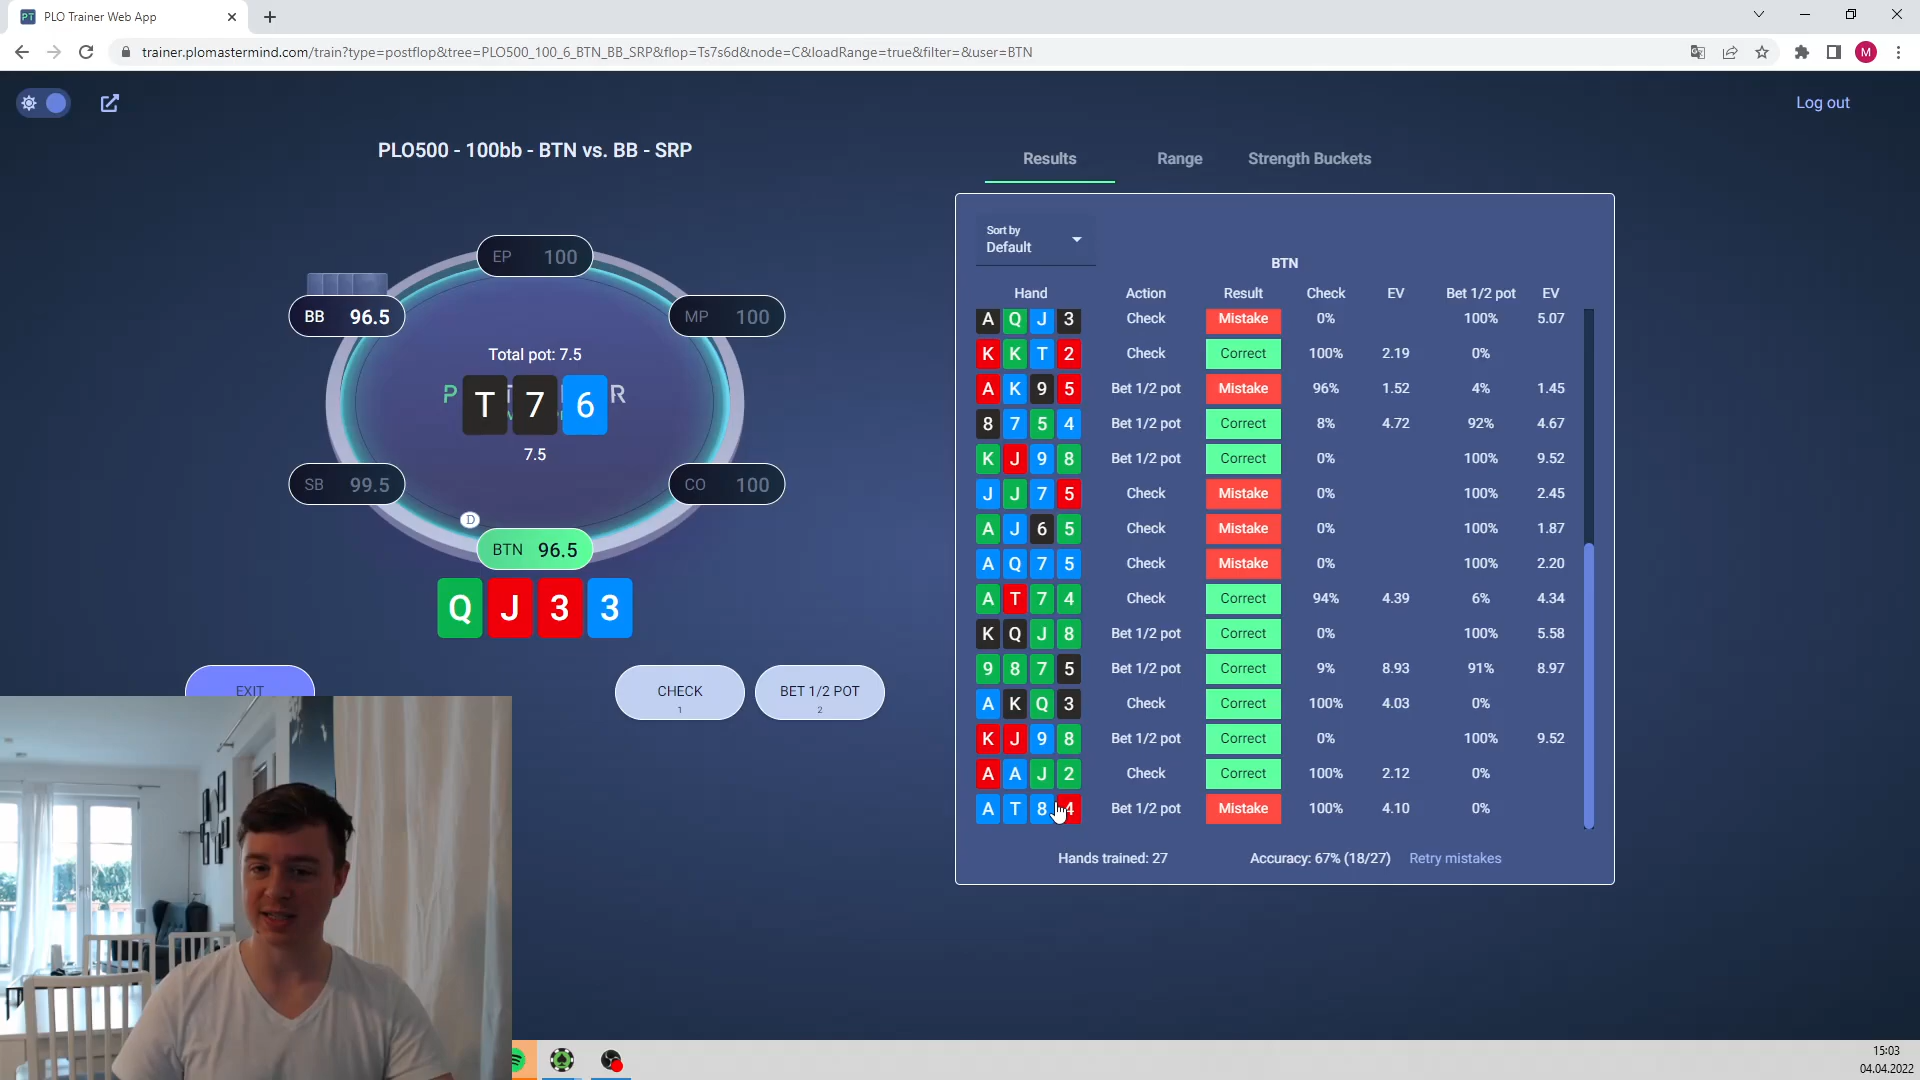 PT PLO Trainer Web App
trainer.plomastermind.com/train?type=postflop&tree=PLO500_100_6_BTN_BB_SRP&flop=Ts7s6d&node=C&loadRange=true&filter=&user=BTN
M
Log out
PLO500 - 100bb - BTN vs. BB - SRP
EP 100
BB 96.5
MP 100
Total pot: 7.5
P R
T 7 6
7.5
SB 99.5
CO 100
D
BTN 96.5
Q J 3 3
EXIT
CHECK
1
BET 1/2 POT
2
Results Range Strength Buckets
Sort by
Default
BTN
Hand Action Result Check EV Bet 1/2 pot EV
A Q J 3 Check Mistake 0% 100% 5.07
K K T 2 Check Correct 100% 2.19 0%
A K 9 5 Bet 1/2 pot Mistake 96% 1.52 4% 1.45
8 7 5 4 Bet 1/2 pot Correct 8% 4.72 92% 4.67
K J 9 8 Bet 1/2 pot Correct 0% 100% 9.52
J J 7 5 Check Mistake 0% 100% 2.45
A J 6 5 Check Mistake 0% 100% 1.87
A Q 7 5 Check Mistake 0% 100% 2.20
A T 7 4 Check Correct 94% 4.39 6% 4.34
K Q J 8 Bet 1/2 pot Correct 0% 100% 5.58
9 8 7 5 Bet 1/2 pot Correct 9% 8.93 91% 8.97
A K Q 3 Check Correct 100% 4.03 0%
K J 9 8 Bet 1/2 pot Correct 0% 100% 9.52
A A J 2 Check Correct 100% 2.12 0%
A T 8 4 Bet 1/2 pot Mistake 100% 4.10 0%
Hands trained: 27 Accuracy: 67% (18/27) Retry mistakes
15:03
04.04.2022